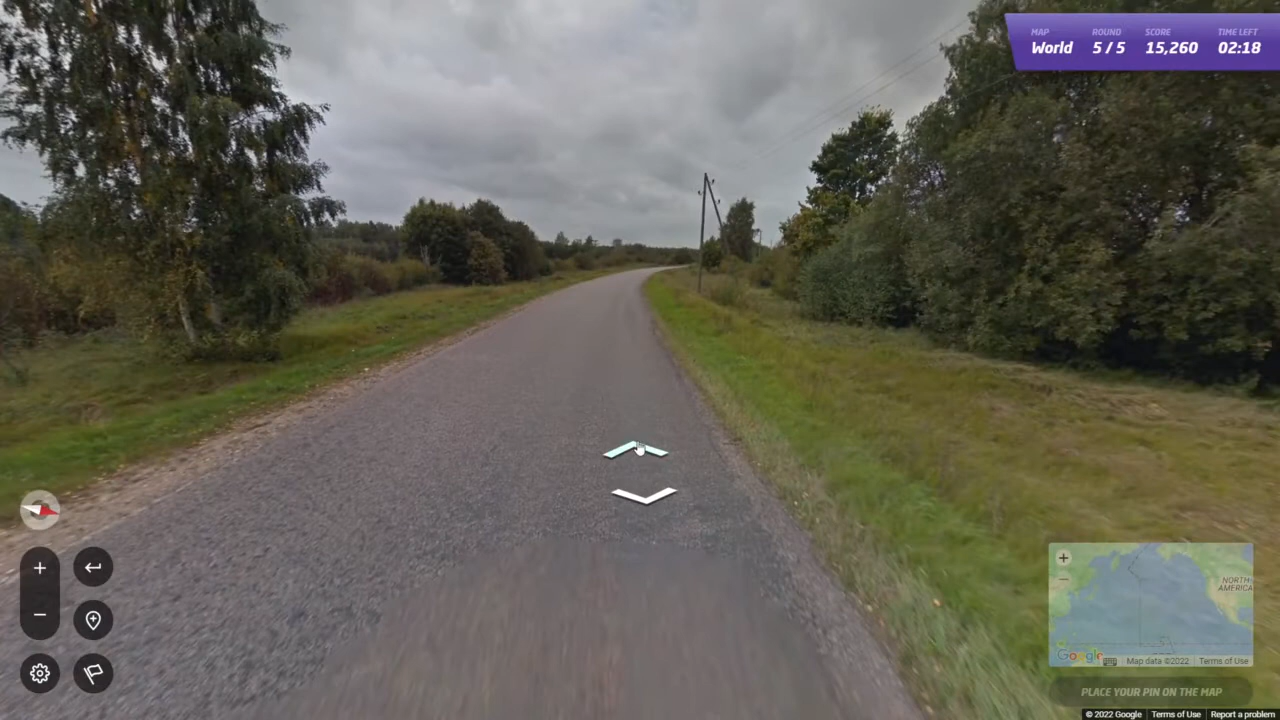 MAP
World
ROUND
5 / 5
SCORE
15,260
TIME LEFT
02:18
NORTH
AMERICA
Google
Map data ©2022
Terms of Use
PLACE YOUR PIN ON THE MAP
© 2022 Google
Terms of Use
Report a problem